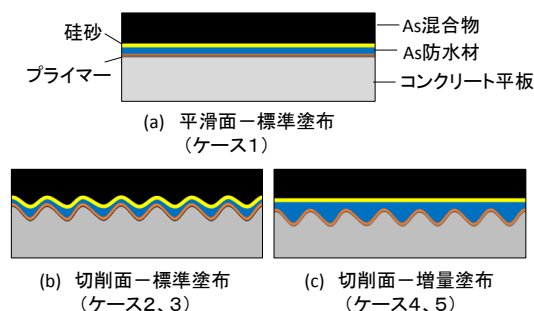 硅砂
プライマー
As混合物
As防水材
コンクリート平板
(a) 平滑面－標準塗布
(ケース1)
(b) 切削面－標準塗布
(ケース2、3)
(c) 切削面－増量塗布
(ケース4、5)